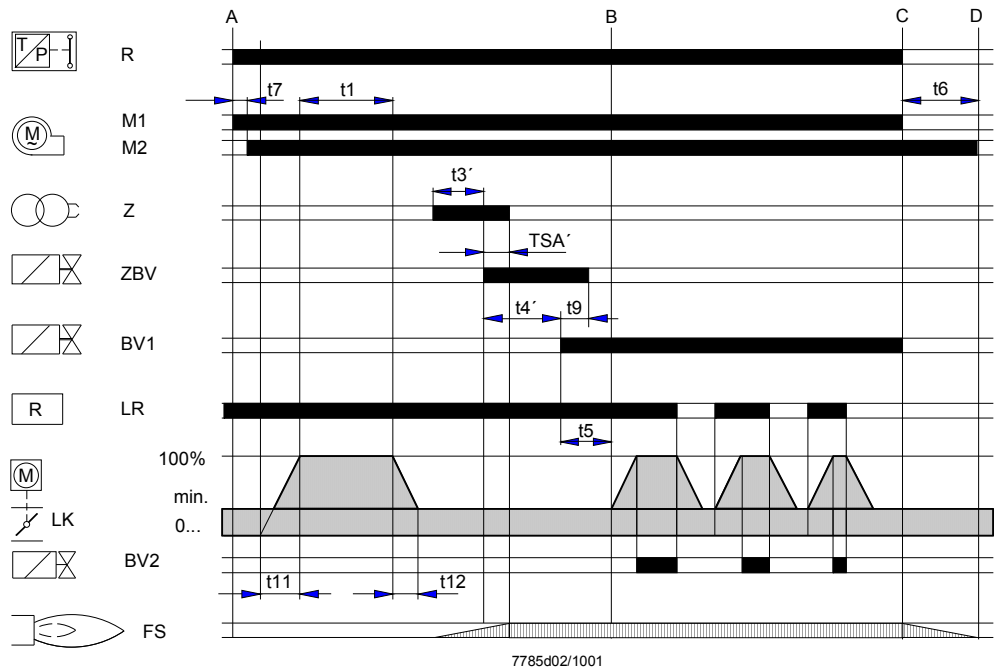 A B C D
T P R
t7 t1 t6
M1
M ~
M2
t3´
Z
TSA´
ZBV
t4´ t9
BV1
R LR
t5
100%
M
min.
LK 0...
BV2
t11 t12
FS
7785d02/1001